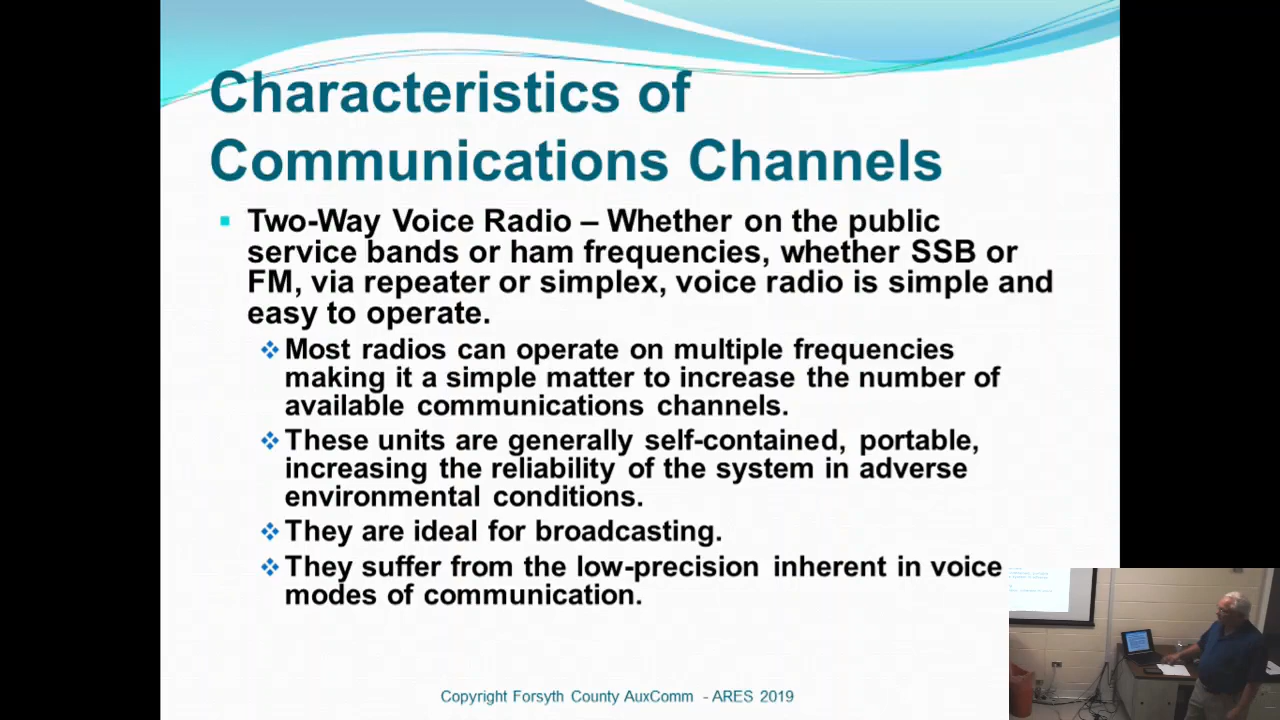 Characteristics of
Communications Channels
Two-Way Voice Radio – Whether on the public
service bands or ham frequencies, whether SSB or
FM, via repeater or simplex, voice radio is simple and
easy to operate.
Most radios can operate on multiple frequencies
making it a simple matter to increase the number of
available communications channels.
These units are generally self-contained, portable,
increasing the reliability of the system in adverse
environmental conditions.
They are ideal for broadcasting.
They suffer from the low-precision inherent in voice
modes of communication.
Copyright Forsyth County AuxComm - ARES 2019